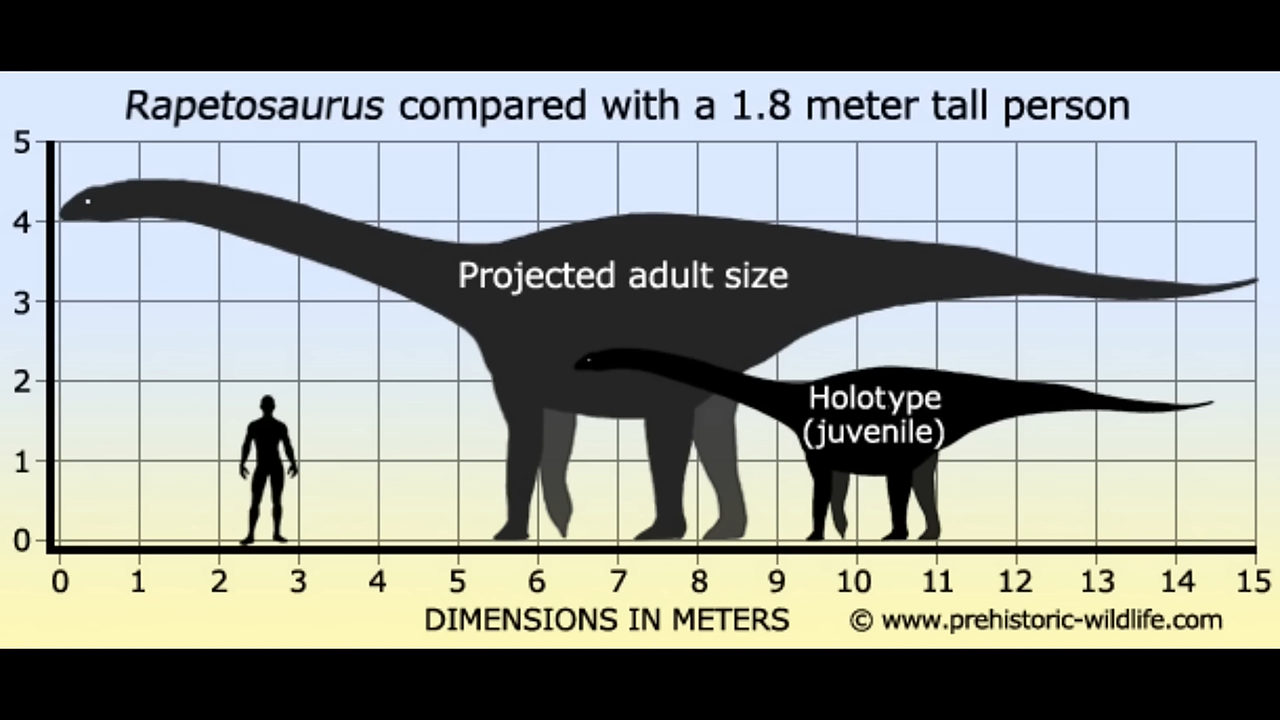 Rapetosaurus compared with a 1.8 meter tall person
5
4
3
2
1
0
Projected adult size
Holotype
(juvenile)
0 1 2 3 4 5 6 7 8 9 10 11 12 13 14 15
DIMENSIONS IN METERS
© www.prehistoric-wildlife.com